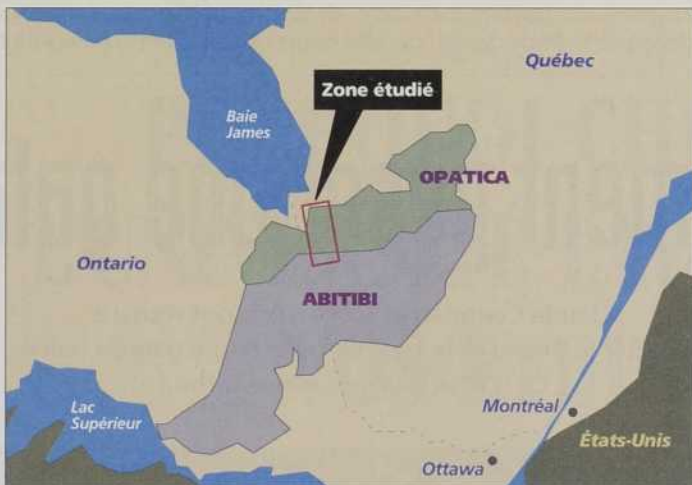 Québec
Zone étudié
Baie
James
OPATICA
Ontario
ABITIBI
Lac
Supérieur
Montréal
États-Unis
Ottawa